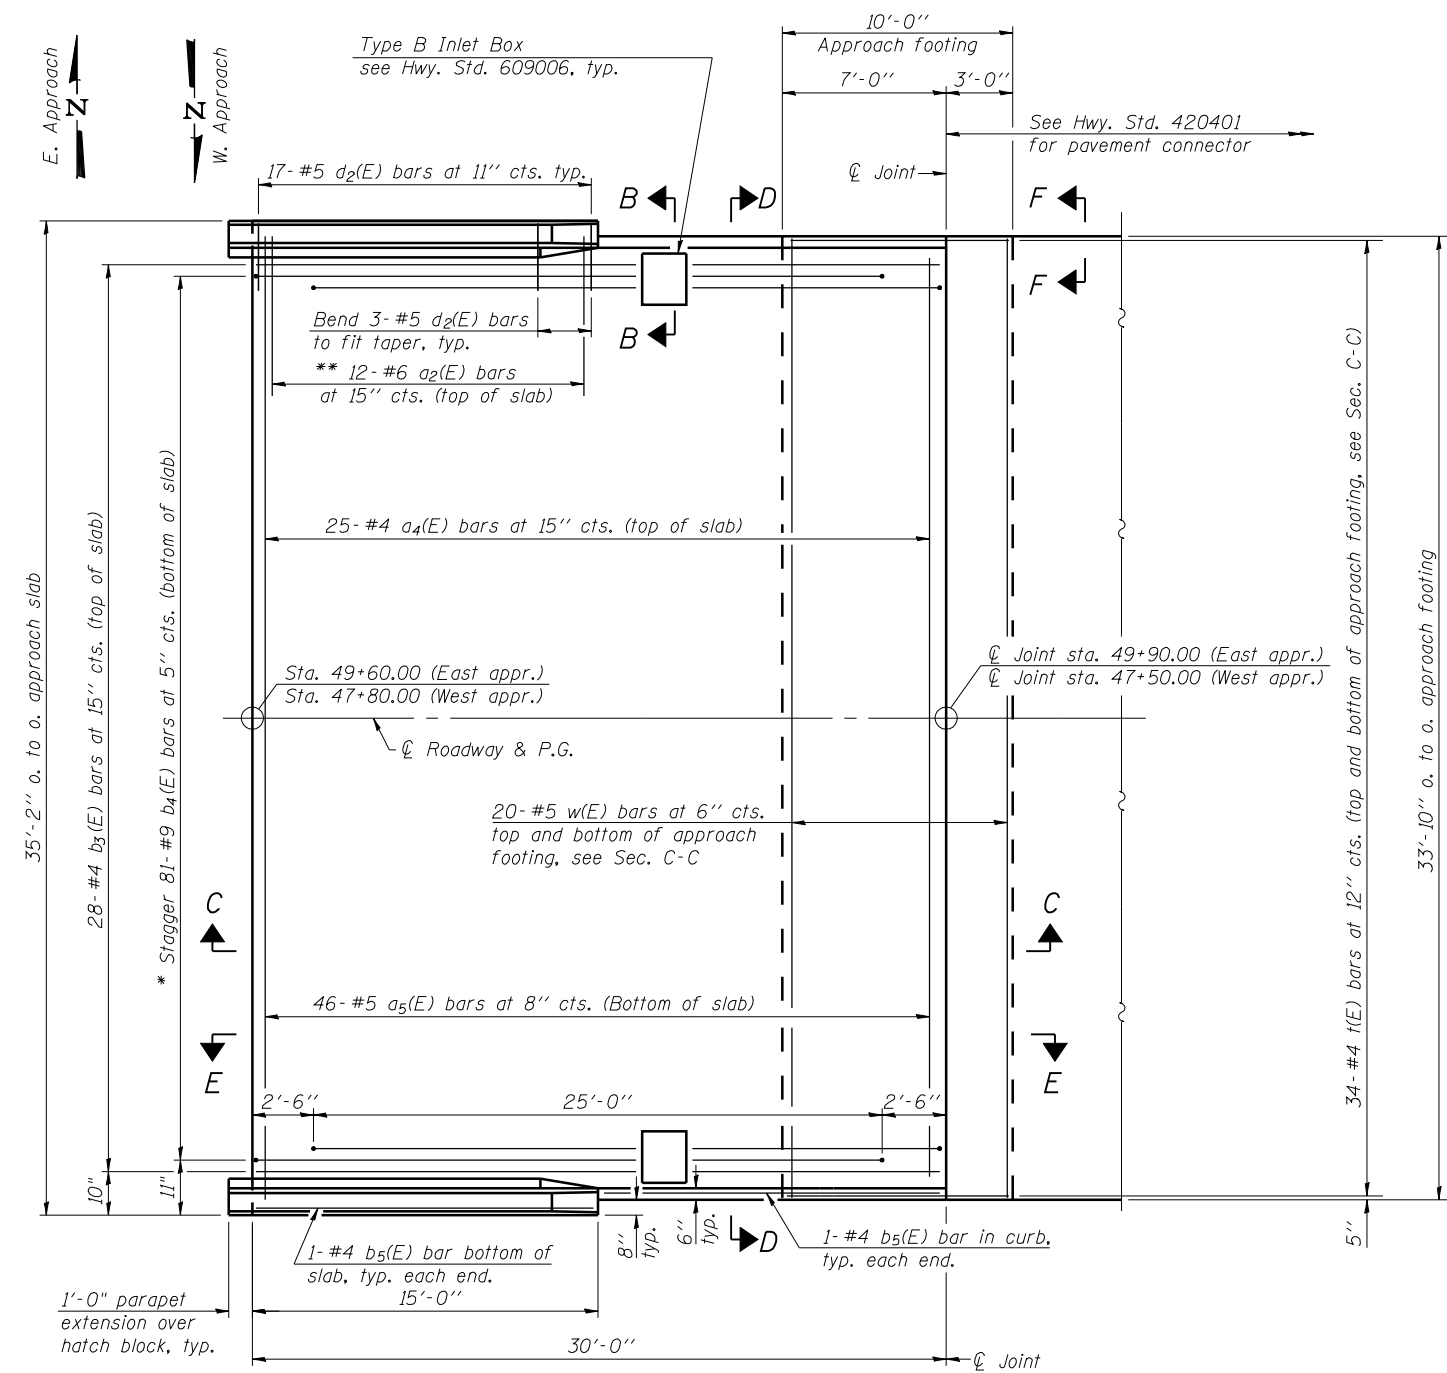 10'-0''
Approach footing
7'-0''
3'-0''
Type B Inlet Box
see Hwy. Std. 609006, typ.
E. Approach
N
N
W. Approach
See Hwy. Std. 420401
for pavement connector
℄ Joint
17-#5 d2(E) bars at 11'' cts. typ.
B
D
F
F
B
Bend 3-#5 d2(E) bars
to fit taper, typ.
** 12-#6 a2(E) bars
at 15'' cts. (top of slab)
25-#4 a4(E) bars at 15'' cts. (top of slab)
35'-2'' o. to o. approach slab
28-#4 b3(E) bars at 15'' cts. (top of slab)
* Stagger 81-#9 b4(E) bars at 5'' cts. (bottom of slab)
Sta. 49+60.00 (East appr.)
Sta. 47+80.00 (West appr.)
℄ Joint sta. 49+90.00 (East appr.)
℄ Joint sta. 47+50.00 (West appr.)
℄ Roadway & P.G.
20-#5 w(E) bars at 6'' cts.
top and bottom of approach
footing, see Sec. C-C
34-#4 t(E) bars at 12'' cts. (top and bottom of approach footing, see Sec. C-C)
33'-10'' o. to o. approach footing
C
C
46-#5 a5(E) bars at 8'' cts. (Bottom of slab)
E
E
2'-6''
25'-0''
2'-6''
10"
11"
8''
typ.
6''
typ.
D
5''
1-#4 b5(E) bar bottom of
slab, typ. each end.
1-#4 b5(E) bar in curb,
typ. each end.
1'-0" parapet
extension over
hatch block, typ.
15'-0''
30'-0''
℄ Joint